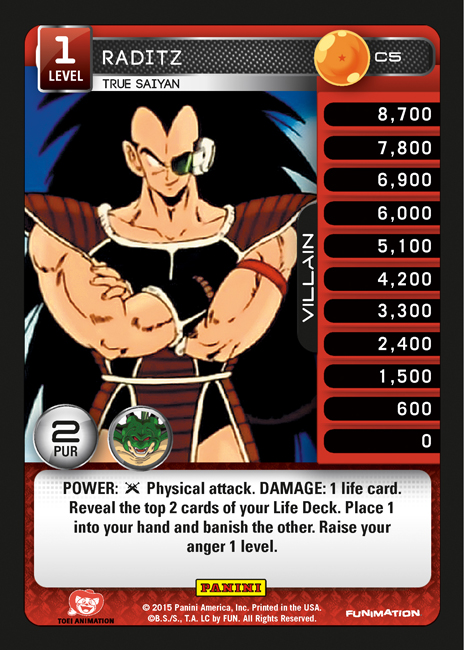 1
LEVEL
RADITZ
C5
TRUE SAIYAN
8,700
7,800
6,900
6,000
5,100
4,200
3,300
2,400
1,500
600
0
VILLAIN
2
PUR
POWER: Physical attack. DAMAGE: 1 life card.
Reveal the top 2 cards of your Life Deck. Place 1
into your hand and banish the other. Raise your
anger 1 level.
PANINI
TOEI ANIMATION
© 2015 Panini America, Inc. Printed in the USA.
©B.S./S., T.A. LC by FUN. All Rights Reserved.
FUNIMATION